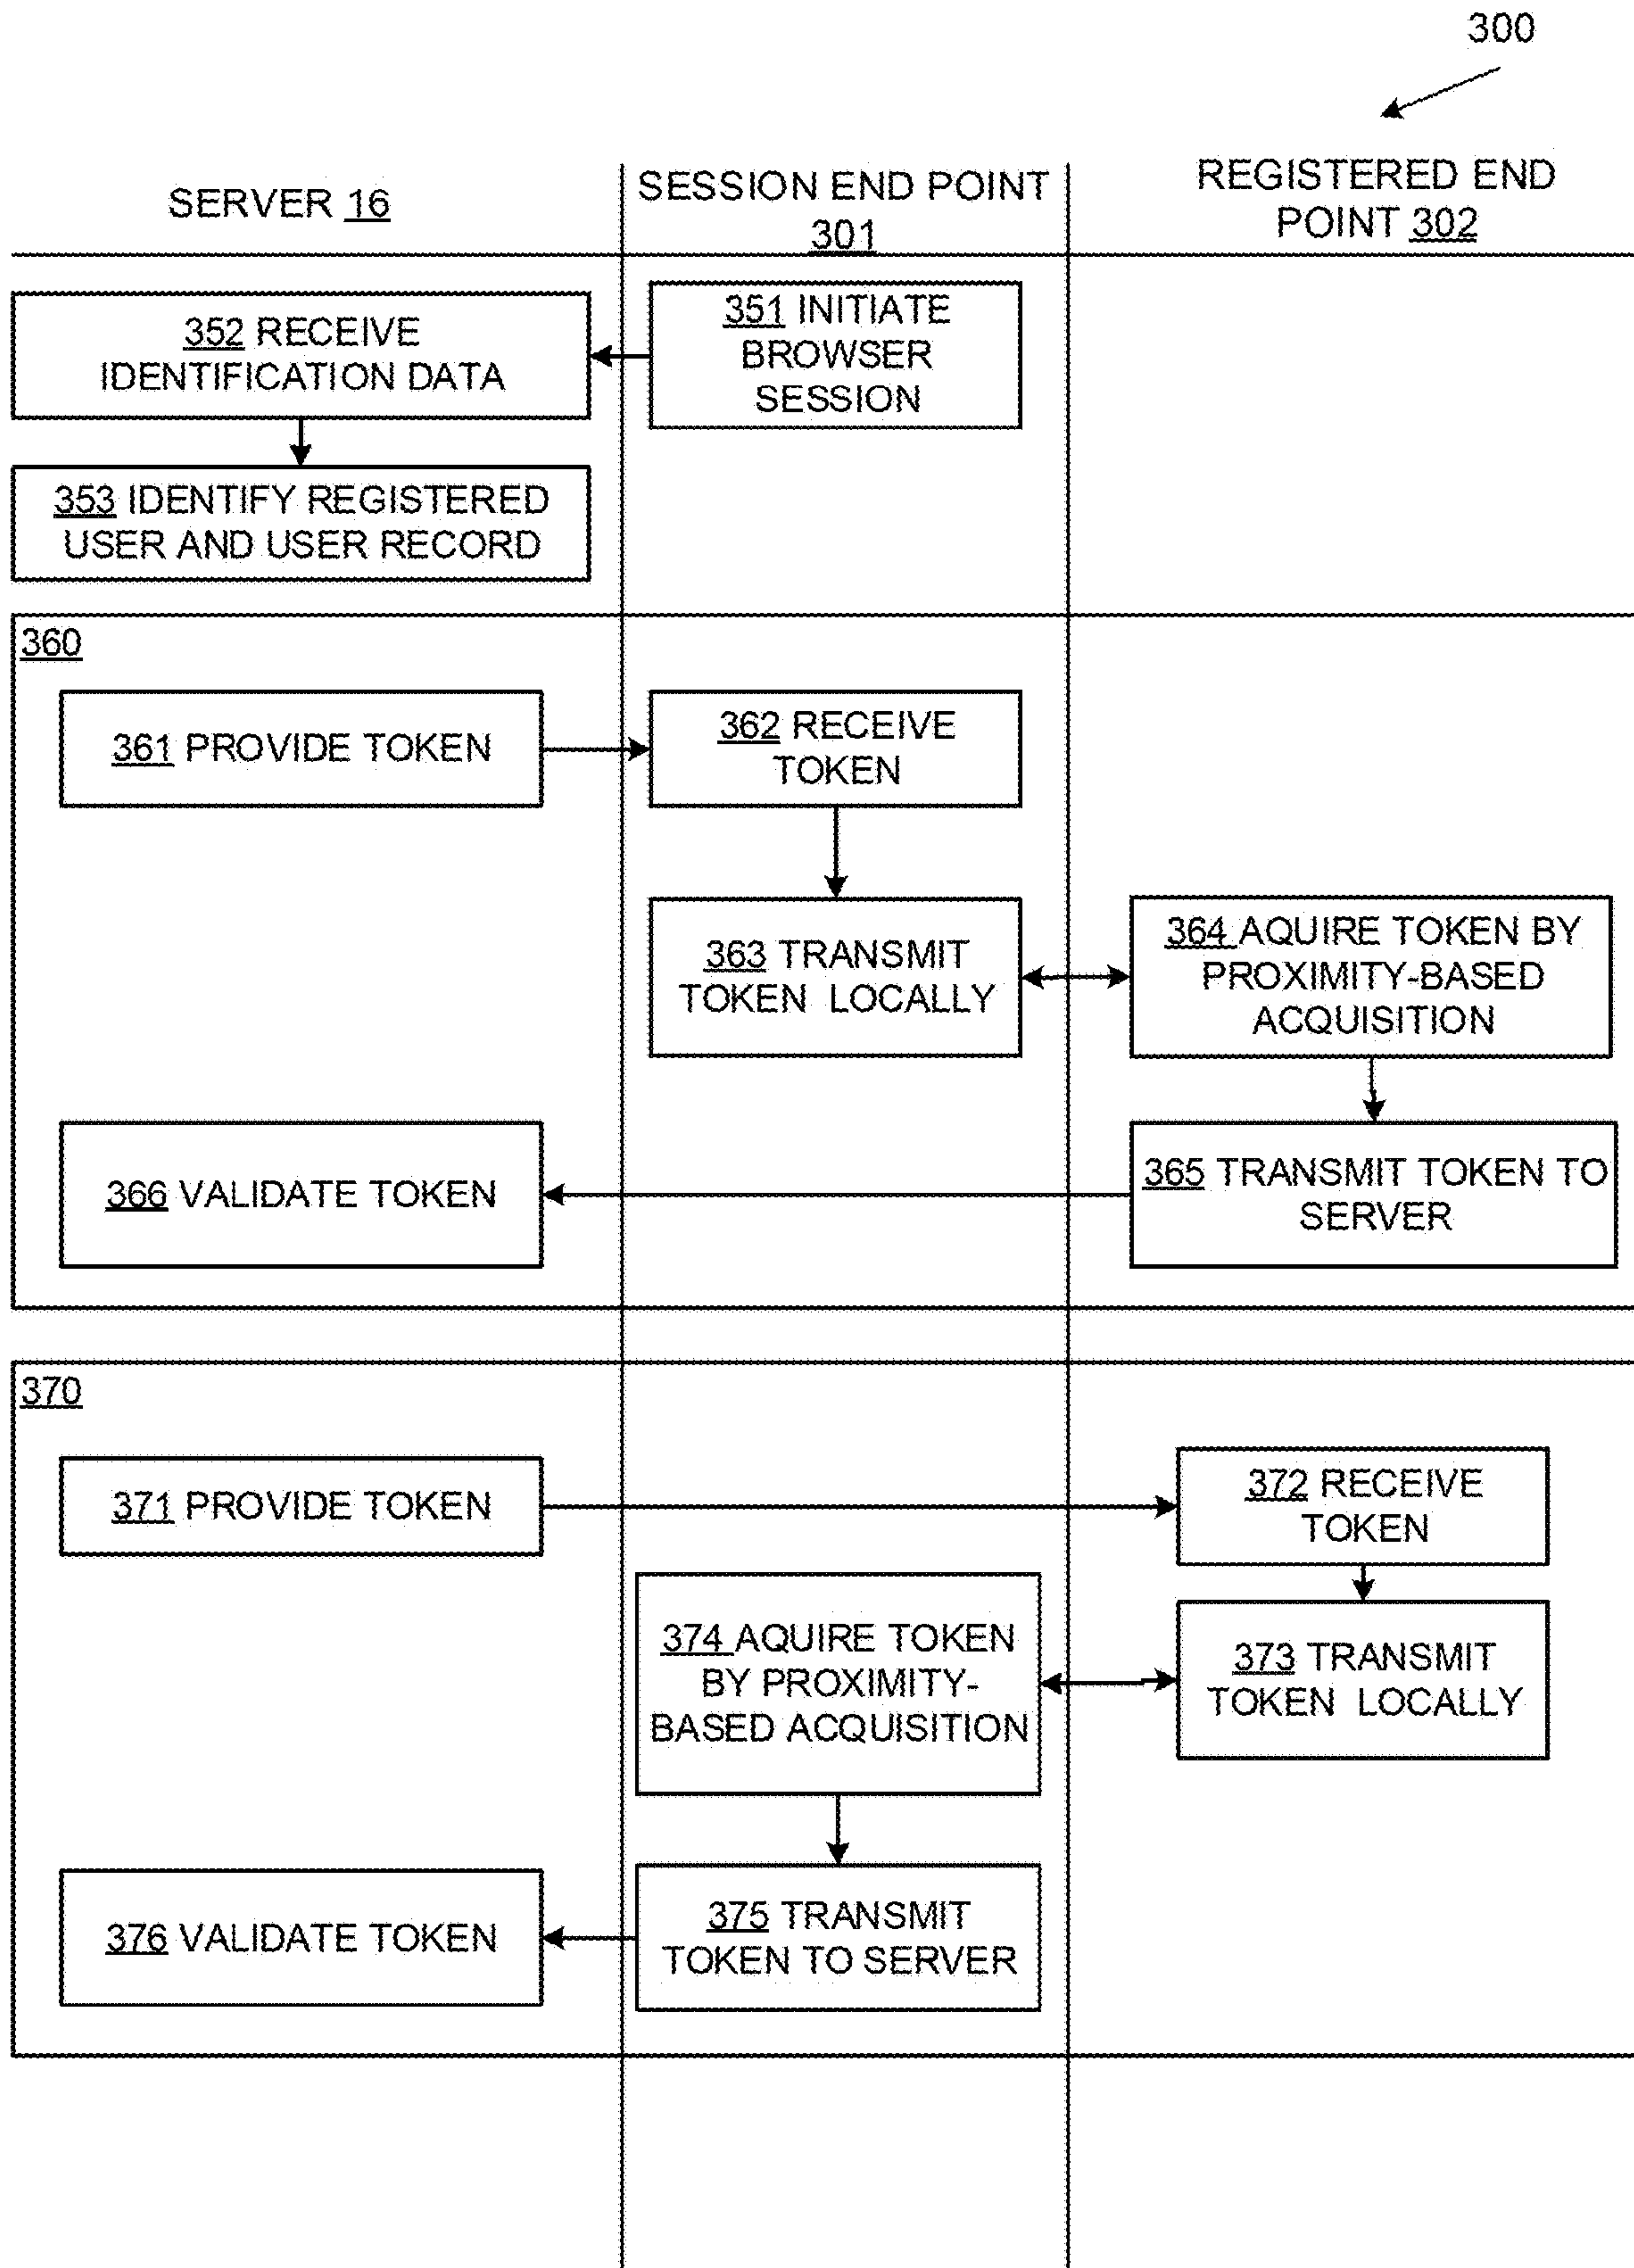 300
SERVER 16
SESSION END POINT
301
REGISTERED END
POINT 302
351 INITIATE
BROWSER
SESSION
352 RECEIVE
IDENTIFICATION DATA
353 IDENTIFY REGISTERED
USER AND USER RECORD
360
361 PROVIDE TOKEN
362 RECEIVE
TOKEN
363 TRANSMIT
TOKEN LOCALLY
364 AQUIRE TOKEN BY
PROXIMITY-BASED
ACQUISITION
365 TRANSMIT TOKEN TO
SERVER
366 VALIDATE TOKEN
370
371 PROVIDE TOKEN
372 RECEIVE
TOKEN
373 TRANSMIT
TOKEN LOCALLY
374 AQUIRE TOKEN
BY PROXIMITY-
BASED ACQUISITION
375 TRANSMIT
TOKEN TO SERVER
376 VALIDATE TOKEN